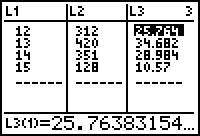 L1 L2 L3 3
12 312 25.764
13 420 34.682
14 351 28.984
15 128 10.57
------ ------ ------
L3(1)=25.76383154…